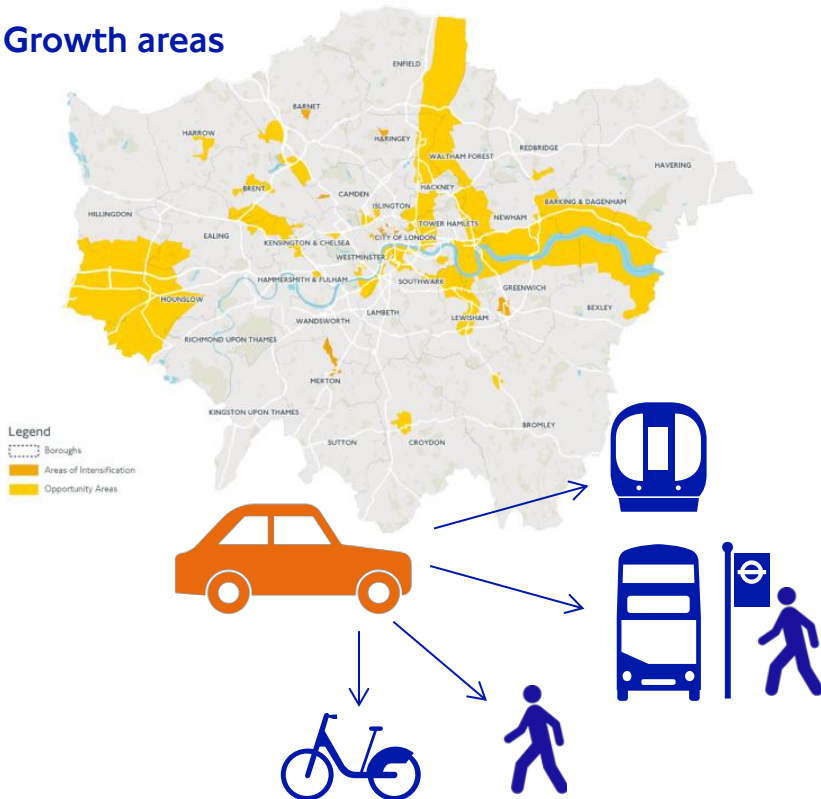 Growth areas
ENFIELD
BARNET
HARROW
HARINGEY
REDBRIDGE
WALTHAM FOREST
HAVERING
HACKNEY
BRENT
CAMDEN
ISLINGTON
BARKING & DAGENHAM
HILLINGDON
TOWER HAMLETS
NEWHAM
EALING
CITY OF LONDON
KENSINGTON & CHELSEA
WESTMINSTER
HAMMERSMITH & FULHAM
SOUTHWARK
GREENWICH
HOUNSLOW
BEXLEY
LAMBETH
LEWISHAM
WANDSWORTH
RICHMOND UPON THAMES
MERTON
KINGSTON UPON THAMES
BROMLEY
SUTTON
CROYDON
Legend
Boroughs
Areas of Intensification
Opportunity Areas